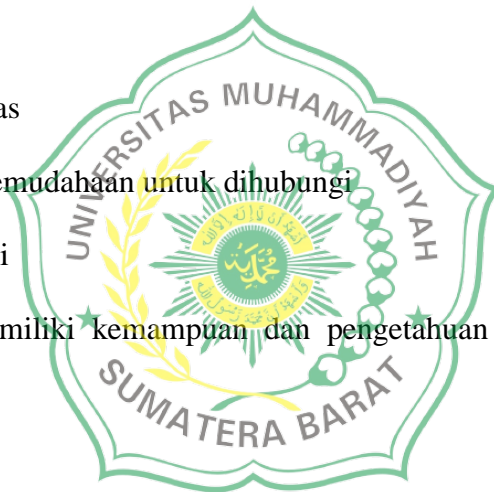 as
emudahaan untuk dihubungi
i
miliki kemampuan dan pengetahuan
UNIVERSITAS MUHAMMADIYAH
SUMATERA BARAT